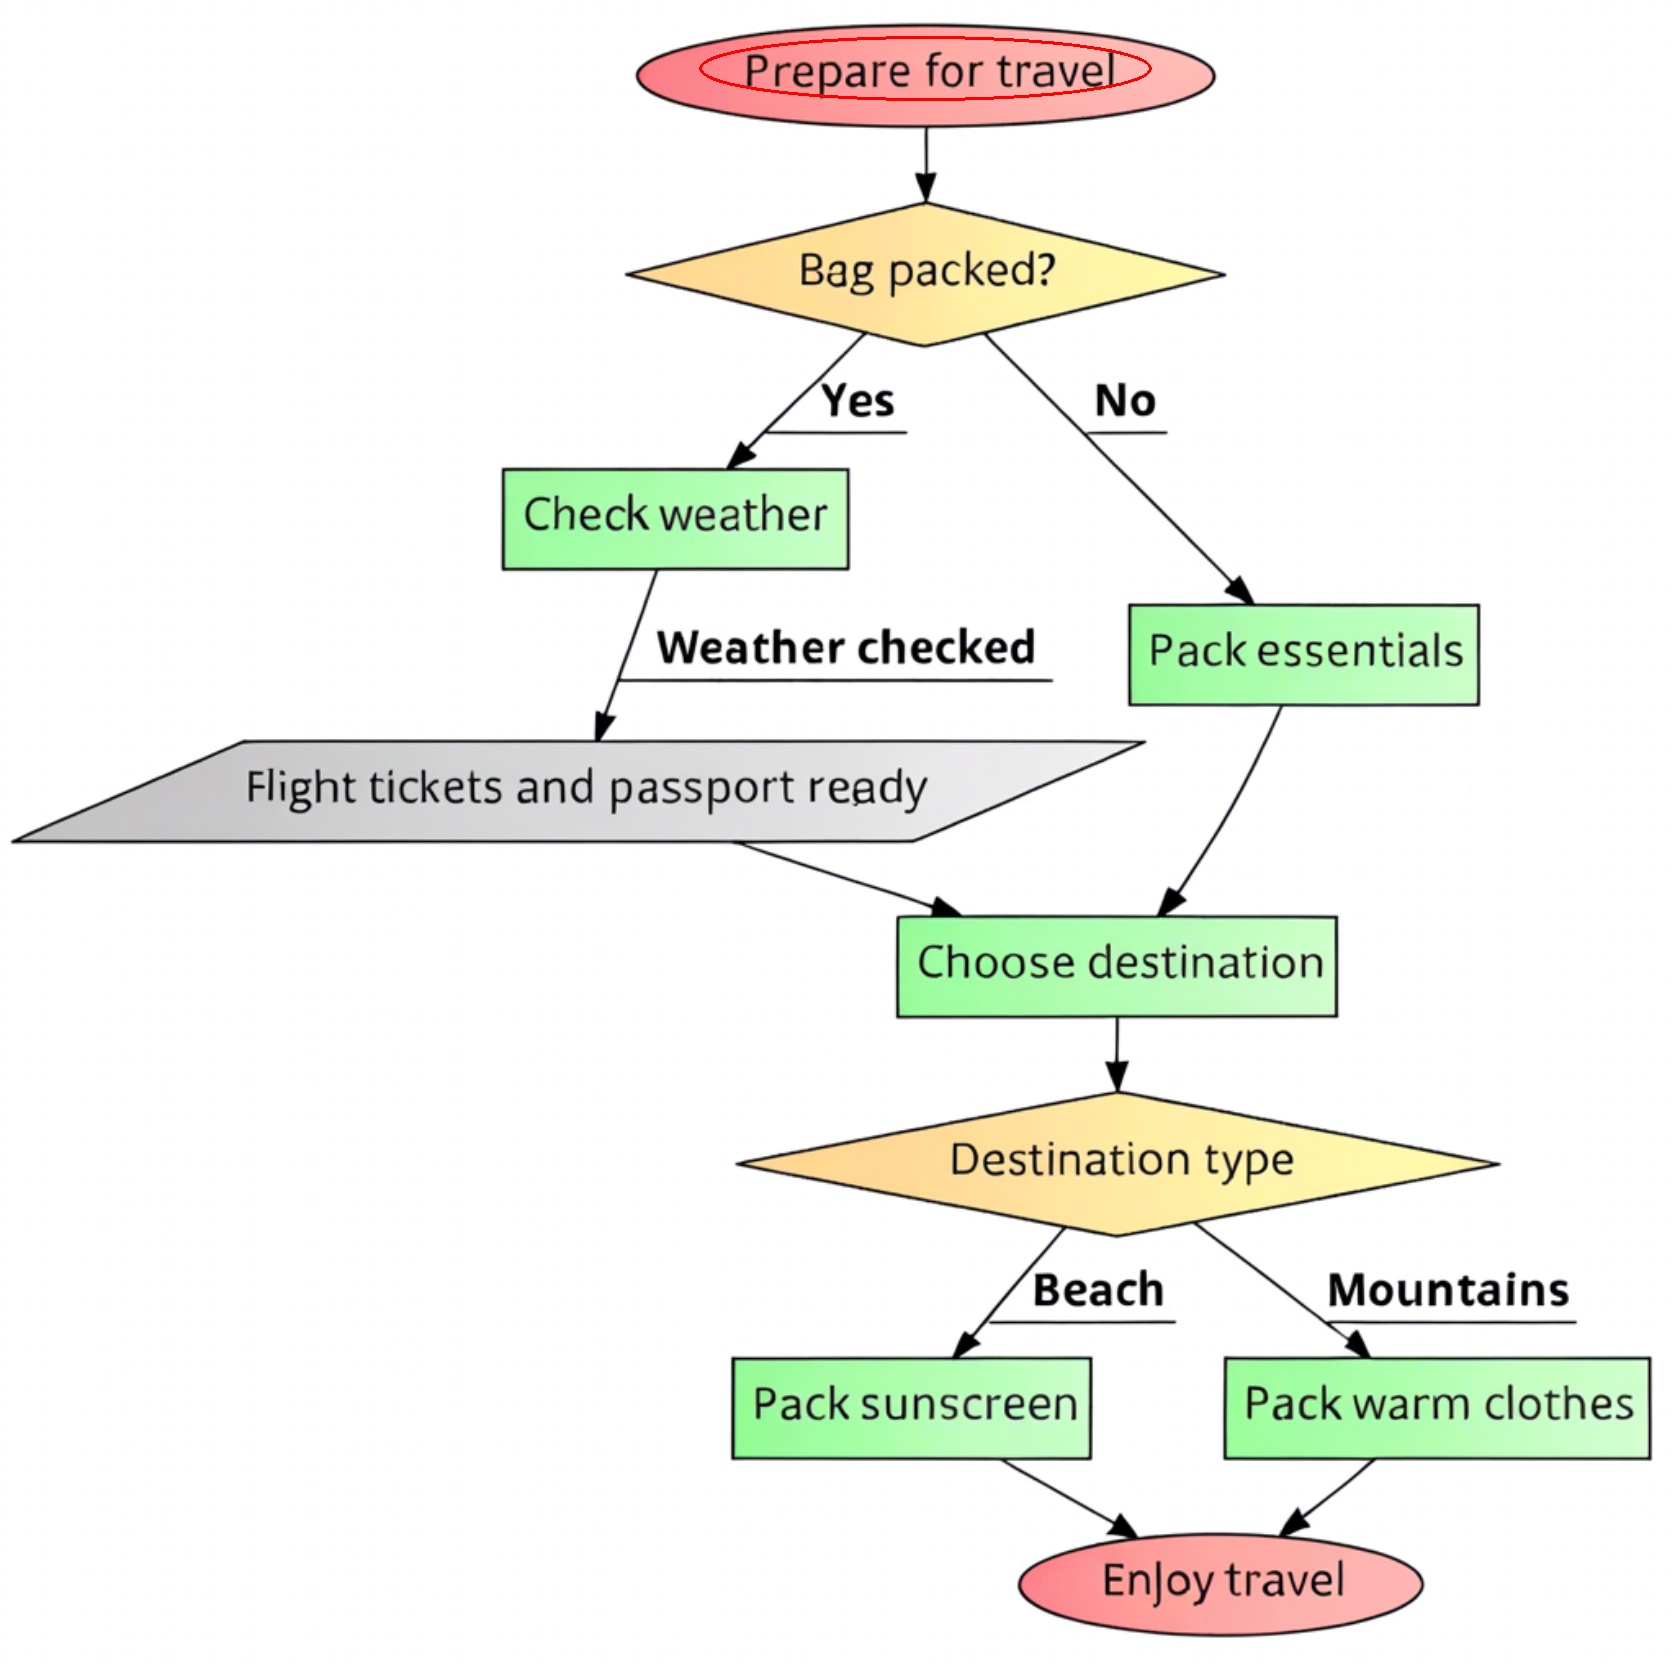 Prepare for travel
Bag packed?
Yes
No
Check weather
Weather checked
Pack essentials
Flight tickets and passport ready
Choose destination
Destination type
Beach
Mountains
Pack sunscreen
Pack warm clothes
Enjoy travel